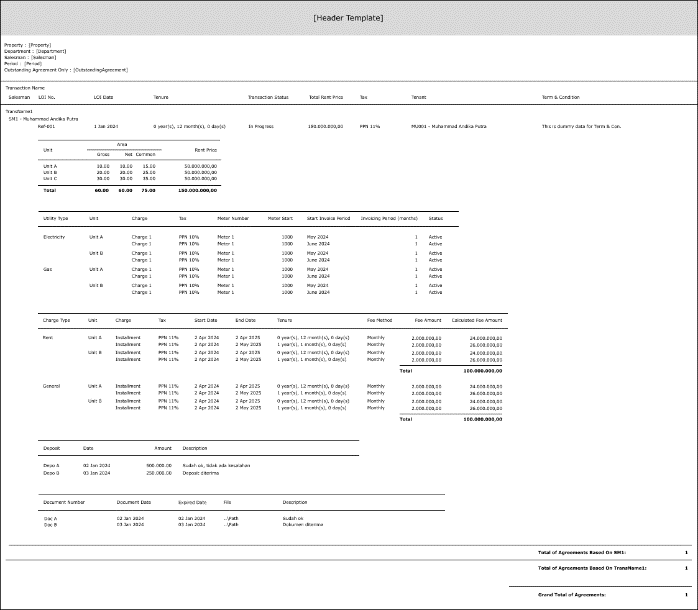 [Header Template]
Property : [Property]
Department : [Department]
Salesman : [Salesman]
Period : [Period]
Outstanding Agreement Only : [OutstandingAgreement]
Transaction Name
Salesman LOI No. LOI Date Tenure Transaction Status Total Rent Price Tax Tenant Term & Condition
TransName1
SM1 - Muhammad Andika Putra
Ref-001 1 Jan 2024 0 year(s), 12 month(s), 0 day(s) In Progress 150.000.000,00 PPN 11% MU001 - Muhammad Andika Putra This is dummy data for Term & Con.
Area
Unit Rent Price
Gross Net Common
Unit A 10.00 10.00 15.00 50.000.000,00
Unit B 20.00 20.00 25.00 50.000.000,00
Unit C 30.00 30.00 35.00 50.000.000,00
Total 60.00 60.00 75.00 150.000.000,00
Utility Type Unit Charge Tax Meter Number Meter Start Start Invoice Period Invoicing Period (months) Status
Electricity Unit A Charge 1 PPN 10% Meter 1 1000 May 2024 1 Active
Charge 1 PPN 10% Meter 1 1000 June 2024 1 Active
Unit B Charge 1 PPN 10% Meter 1 1000 May 2024 1 Active
Charge 1 PPN 10% Meter 1 1000 June 2024 1 Active
Gas Unit A Charge 1 PPN 10% Meter 1 1000 May 2024 1 Active
Charge 1 PPN 10% Meter 1 1000 June 2024 1 Active
Unit B Charge 1 PPN 10% Meter 1 1000 May 2024 1 Active
Charge 1 PPN 10% Meter 1 1000 June 2024 1 Active
Charge Type Unit Charge Tax Start Date End Date Tenure Fee Method Fee Amount Calculated Fee Amount
Rent Unit A Installment PPN 11% 2 Apr 2024 2 Apr 2025 0 year(s), 12 month(s), 0 day(s) Monthly 2.000.000,00 24.000.000,00
Installment PPN 11% 2 Apr 2024 2 May 2025 1 year(s), 1 month(s), 0 day(s) Monthly 2.000.000,00 26.000.000,00
Unit B Installment PPN 11% 2 Apr 2024 2 Apr 2025 0 year(s), 12 month(s), 0 day(s) Monthly 2.000.000,00 24.000.000,00
Installment PPN 11% 2 Apr 2024 2 May 2025 1 year(s), 1 month(s), 0 day(s) Monthly 2.000.000,00 26.000.000,00
Total 100.000.000,00
General Unit A Installment PPN 11% 2 Apr 2024 2 Apr 2025 0 year(s), 12 month(s), 0 day(s) Monthly 2.000.000,00 24.000.000,00
Installment PPN 11% 2 Apr 2024 2 May 2025 1 year(s), 1 month(s), 0 day(s) Monthly 2.000.000,00 26.000.000,00
Unit B Installment PPN 11% 2 Apr 2024 2 Apr 2025 0 year(s), 12 month(s), 0 day(s) Monthly 2.000.000,00 24.000.000,00
Installment PPN 11% 2 Apr 2024 2 May 2025 1 year(s), 1 month(s), 0 day(s) Monthly 2.000.000,00 26.000.000,00
Total 100.000.000,00
Deposit Date Amount Description
Depo A 02 Jan 2024 500.000.00 Sudah ok, tidak ada kesalahan
Depo B 03 Jan 2024 250.000.00 Deposit diterima
Document Number Document Date Expired Date File Description
Doc A 02 Jan 2024 02 Jan 2024 ..\Path Sudah ok
Doc B 03 Jan 2024 03 Jan 2024 ..\Path Dokumen diterima
Total of Agreements Based On SM1: 1
Total of Agreements Based On TransName1: 1
Grand Total of Agreements: 1